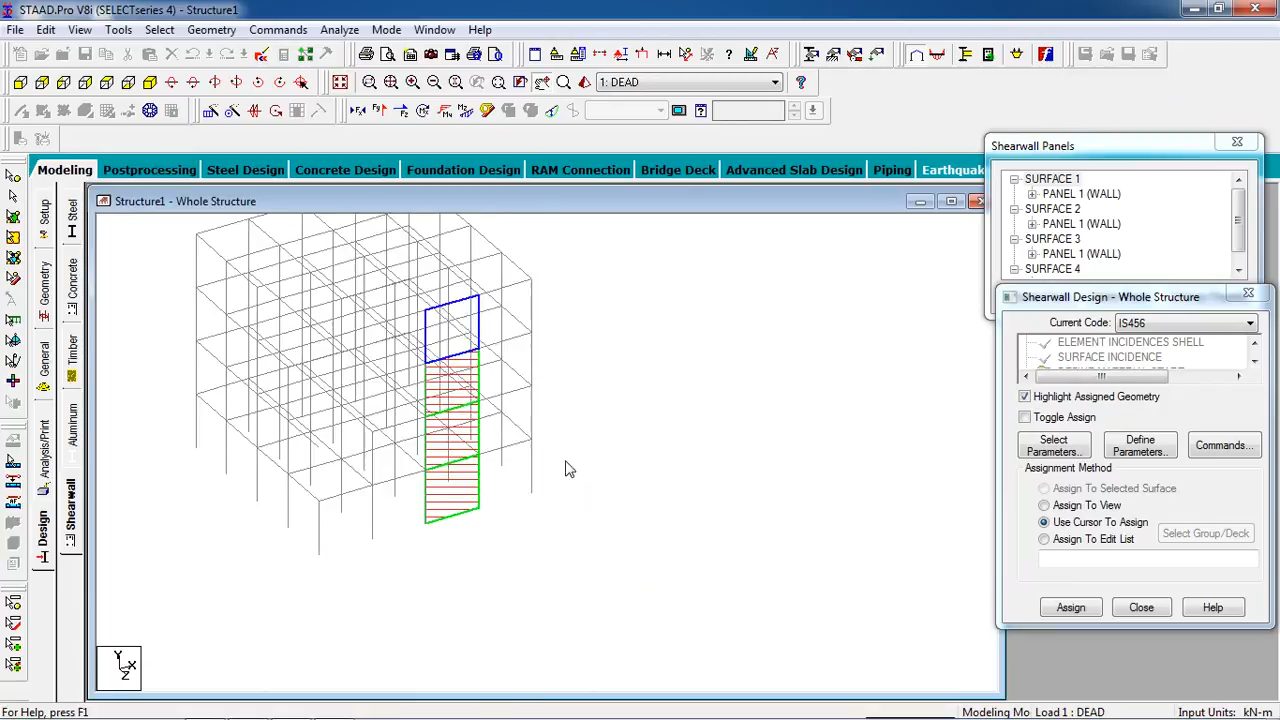 STAAD.Pro V8i (SELECTseries 4) - Structure1
File Edit View Tools Select Geometry Commands Analyze Mode Window Help
1: DEAD
Modeling Postprocessing Steel Design Concrete Design Foundation Design RAM Connection Bridge Deck Advanced Slab Design Piping Earthquak
Structure1 - Whole Structure
Setup
Geometry
General
Analysis/Print
Design
Steel
Concrete
Timber
Aluminum
Shearwall
Y
X
Z
Shearwall Panels
SURFACE 1
PANEL 1 (WALL)
SURFACE 2
PANEL 1 (WALL)
SURFACE 3
PANEL 1 (WALL)
SURFACE 4
Shearwall Design - Whole Structure
Current Code: IS456
ELEMENT INCIDENCES SHELL
SURFACE INCIDENCE
Highlight Assigned Geometry
Toggle Assign
Select Parameters..
Define Parameters..
Commands...
Assignment Method
Assign To Selected Surface
Assign To View
Use Cursor To Assign
Select Group/Deck
Assign To Edit List
Assign Close Help
For Help, press F1
Modeling Mo Load 1 : DEAD Input Units: kN-m